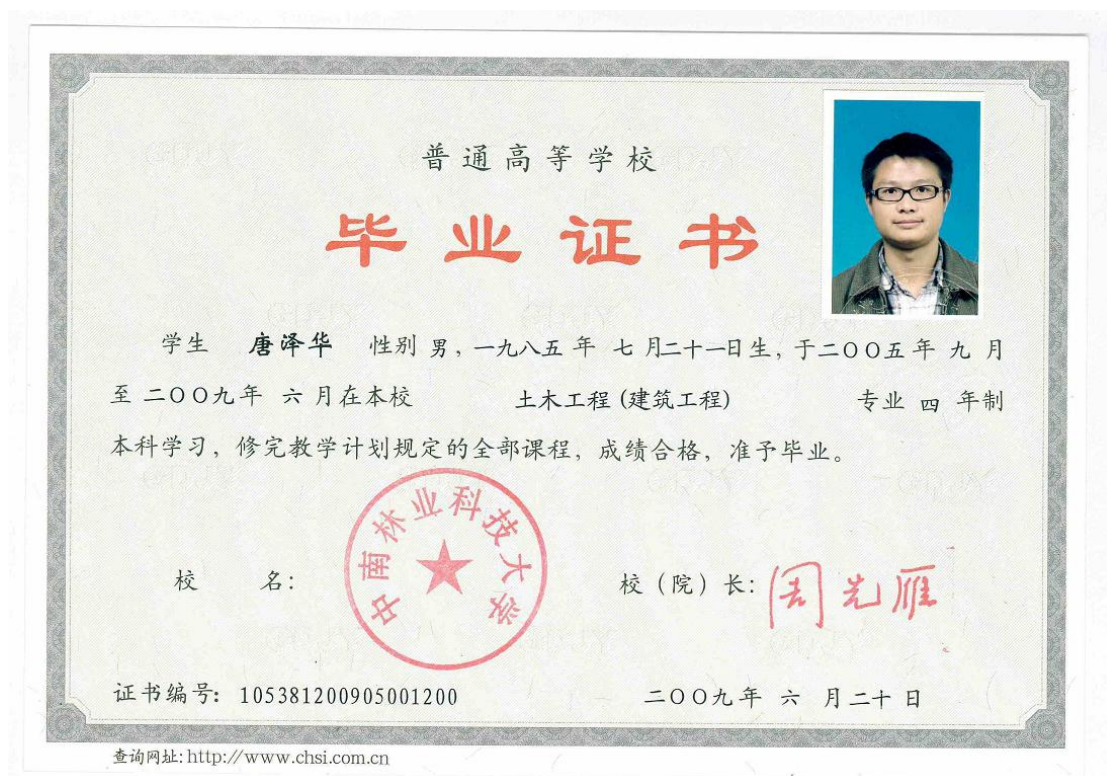 普通高等学校
毕业证书
学生 唐泽华 性别 男，一九八五年 七月二十一日生，于二〇〇五年 九月
至二〇〇九年 六月在本校 土木工程(建筑工程) 专业 四 年制
本科学习，修完教学计划规定的全部课程，成绩合格，准予毕业。
中南林业科技大学
校 名： 校（院）长：周先雁
证书编号：105381200905001200 二〇〇九年 六 月二十日
查询网址：http://www.chsi.com.cn